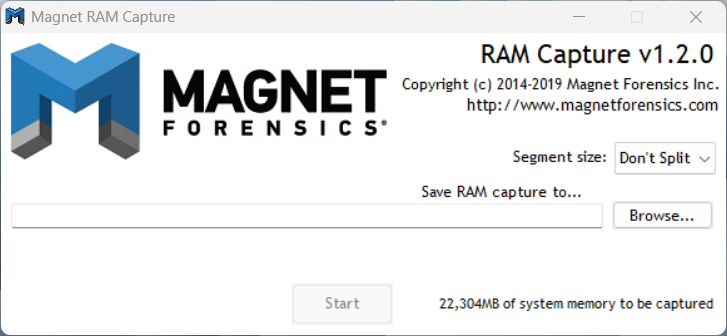 Magnet RAM Capture
MAGNET
FORENSICS®
RAM Capture v1.2.0
Copyright (c) 2014-2019 Magnet Forensics Inc.
http://www.magnetforensics.com
Segment size: Don't Split
Save RAM capture to...
Browse...
Start
22,304MB of system memory to be captured